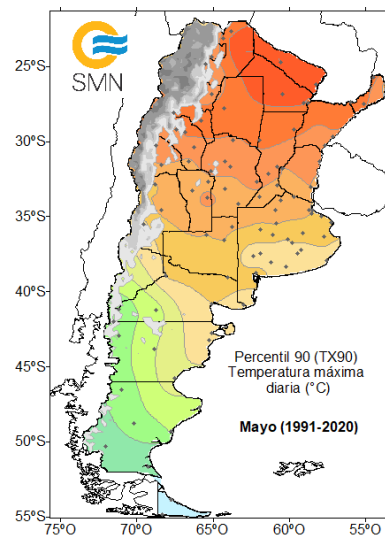 SMN
25°S
30°S
35°S
40°S
45°S
50°S
55°S
Percentil 90 (TX90)
Temperatura máxima
diaria (°C)
Mayo (1991-2020)
75°O 70°O 65°O 60°O 55°O